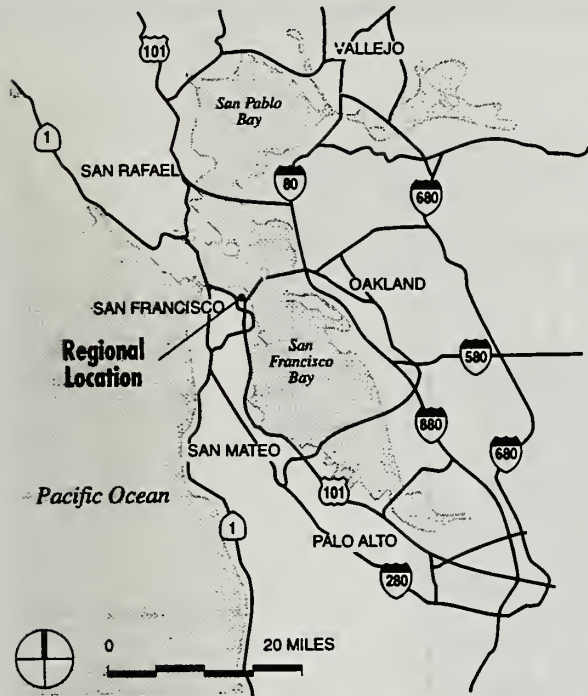 101
VALLEJO
San Pablo
Bay
1
SAN RAFAEL
80
680
OAKLAND
SAN FRANCISCO
Regional
Location
San
Francisco
Bay
580
880
680
SAN MATEO
101
Pacific Ocean
1
PALO ALTO
280
0
20 MILES